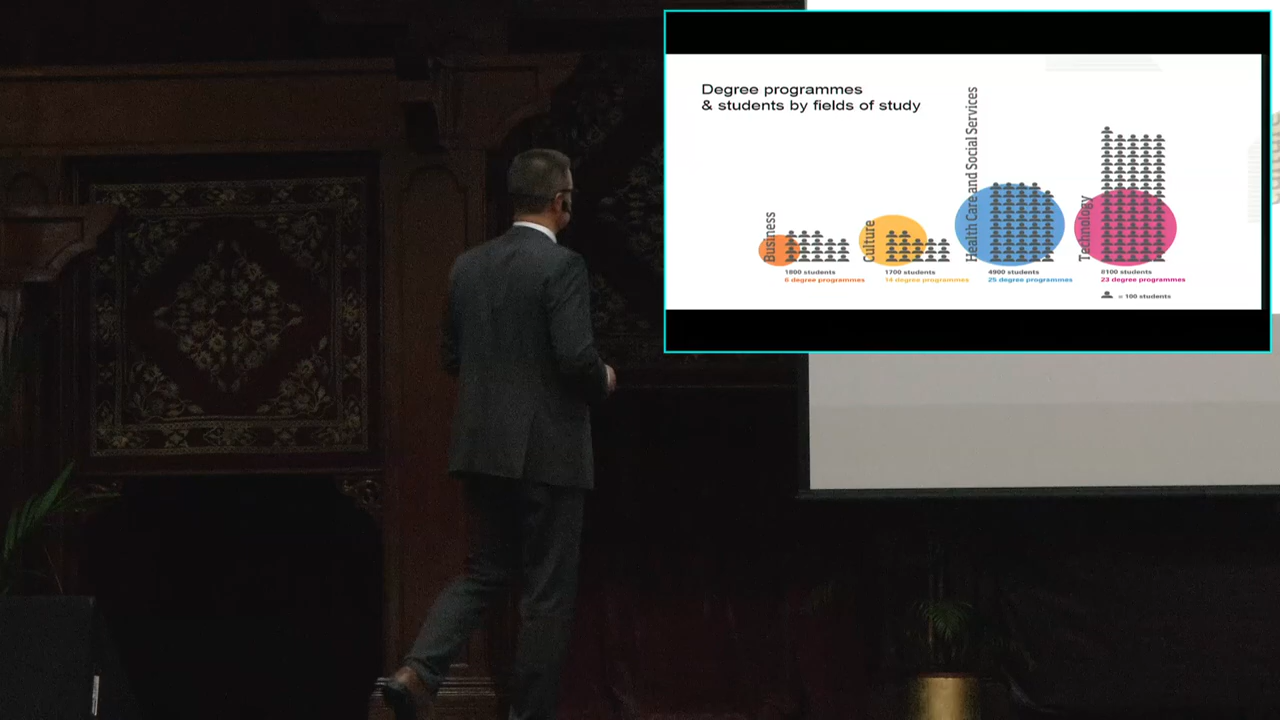 Degree programmes
& students by fields of study
Business
1800 students
6 degree programmes
Culture
1700 students
14 degree programmes
Health Care and Social Services
4900 students
25 degree programmes
Technology
8100 students
23 degree programmes
= 100 students